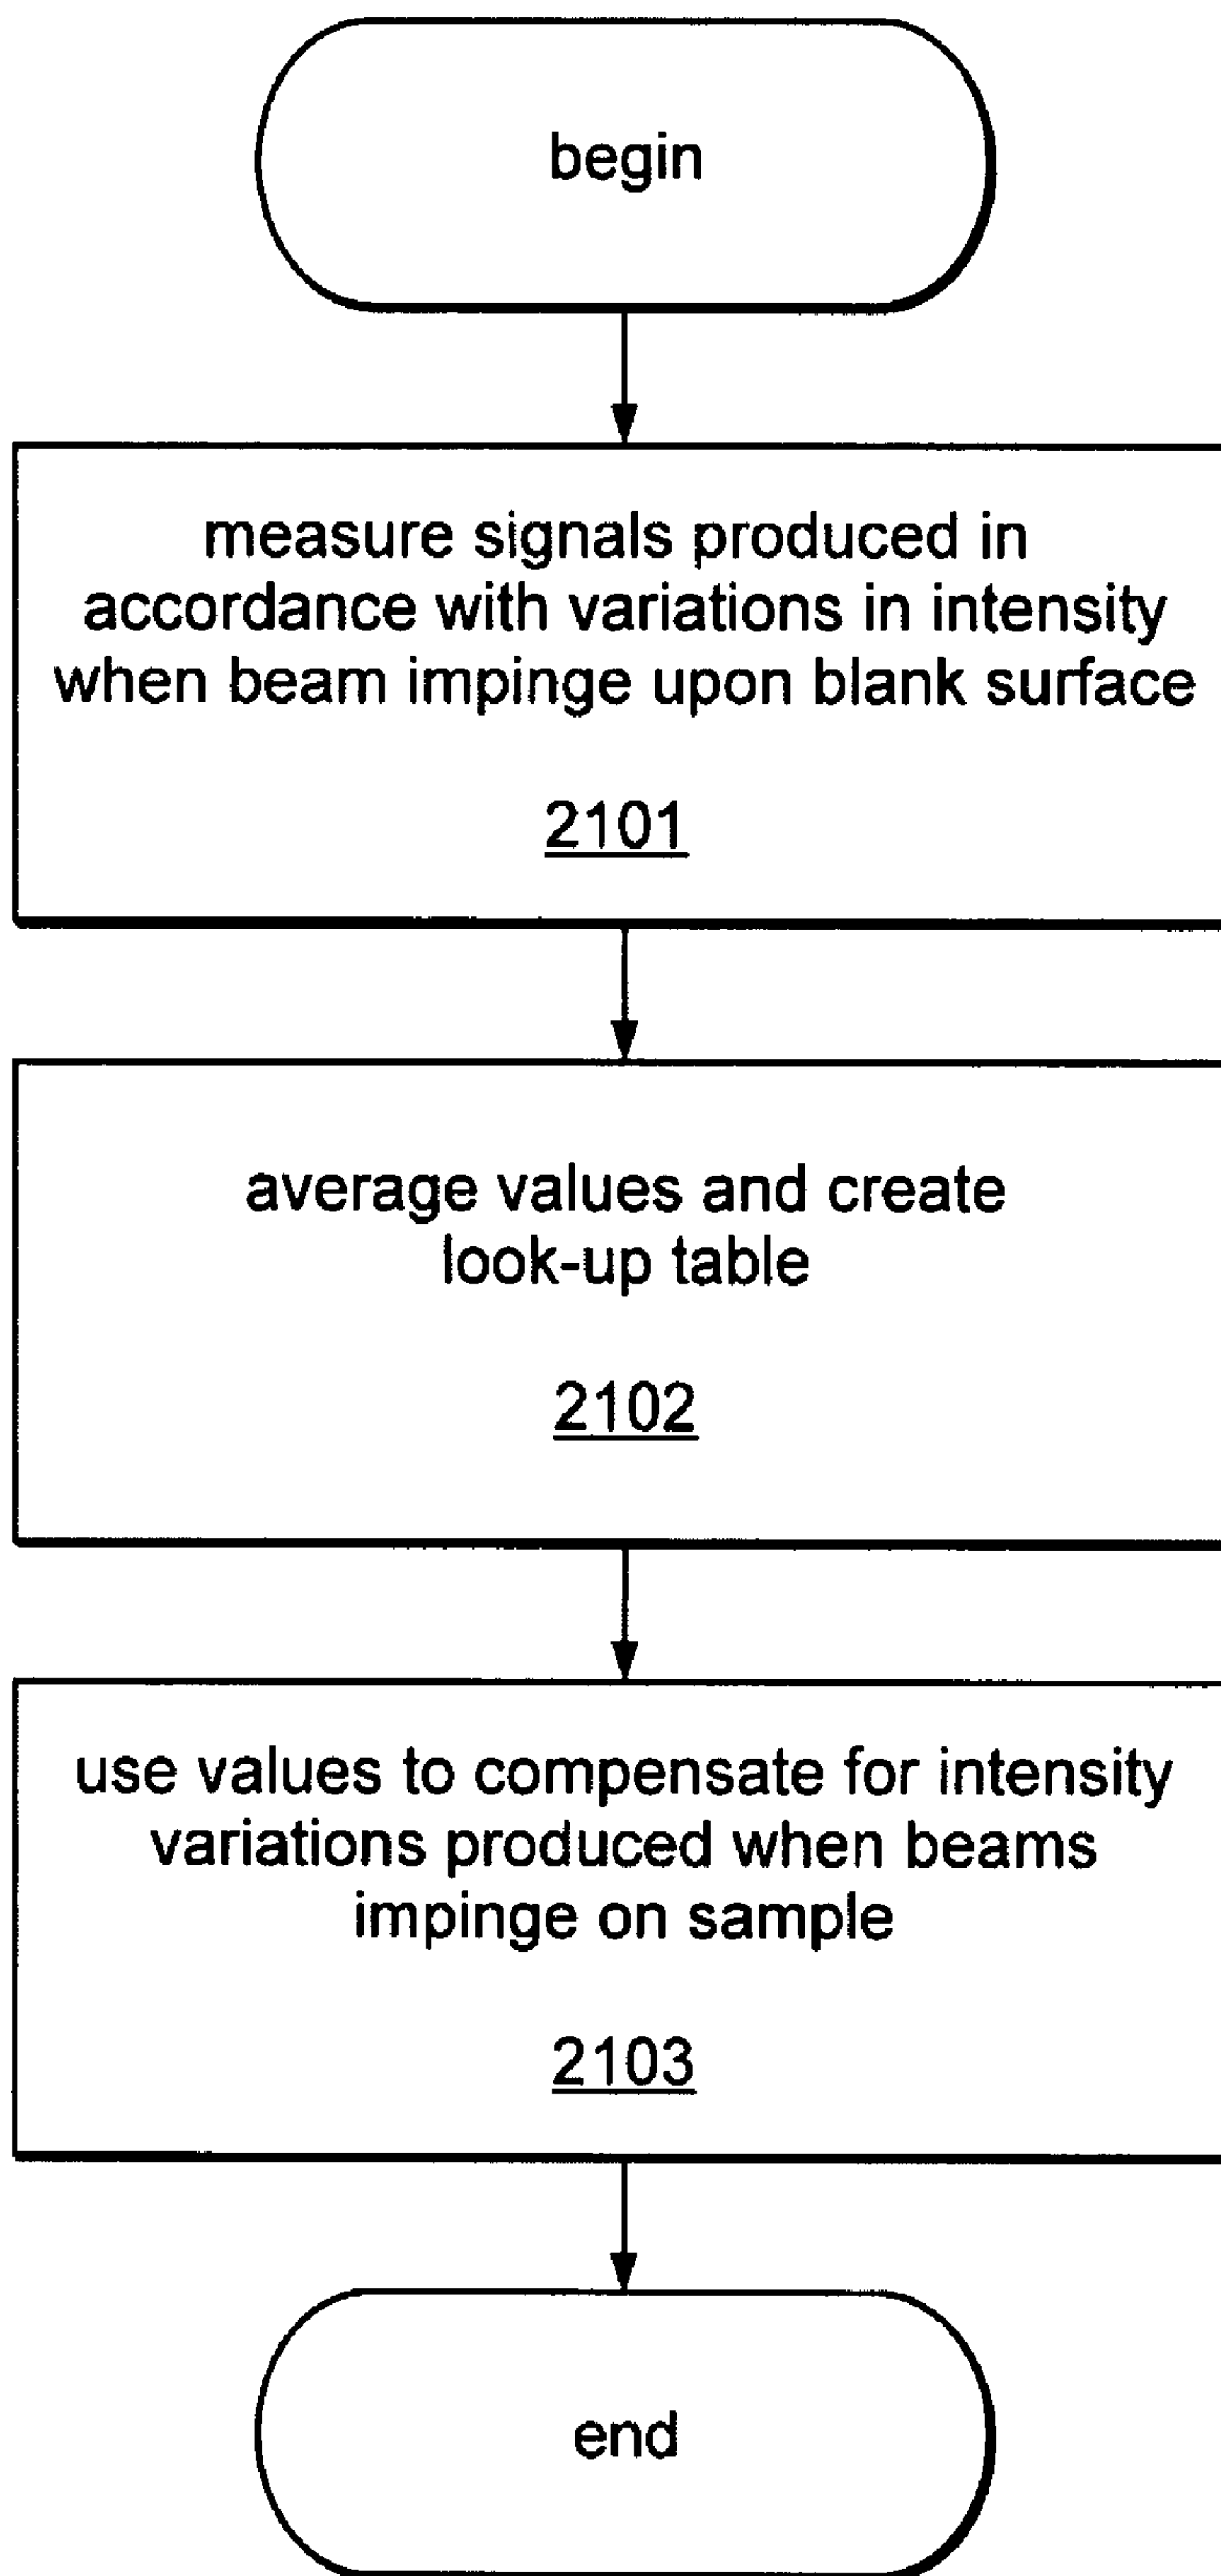 begin
measure signals produced in
accordance with variations in intensity
when beam impinge upon blank surface
2101
average values and create
look-up table
2102
use values to compensate for intensity
variations produced when beams
impinge on sample
2103
end